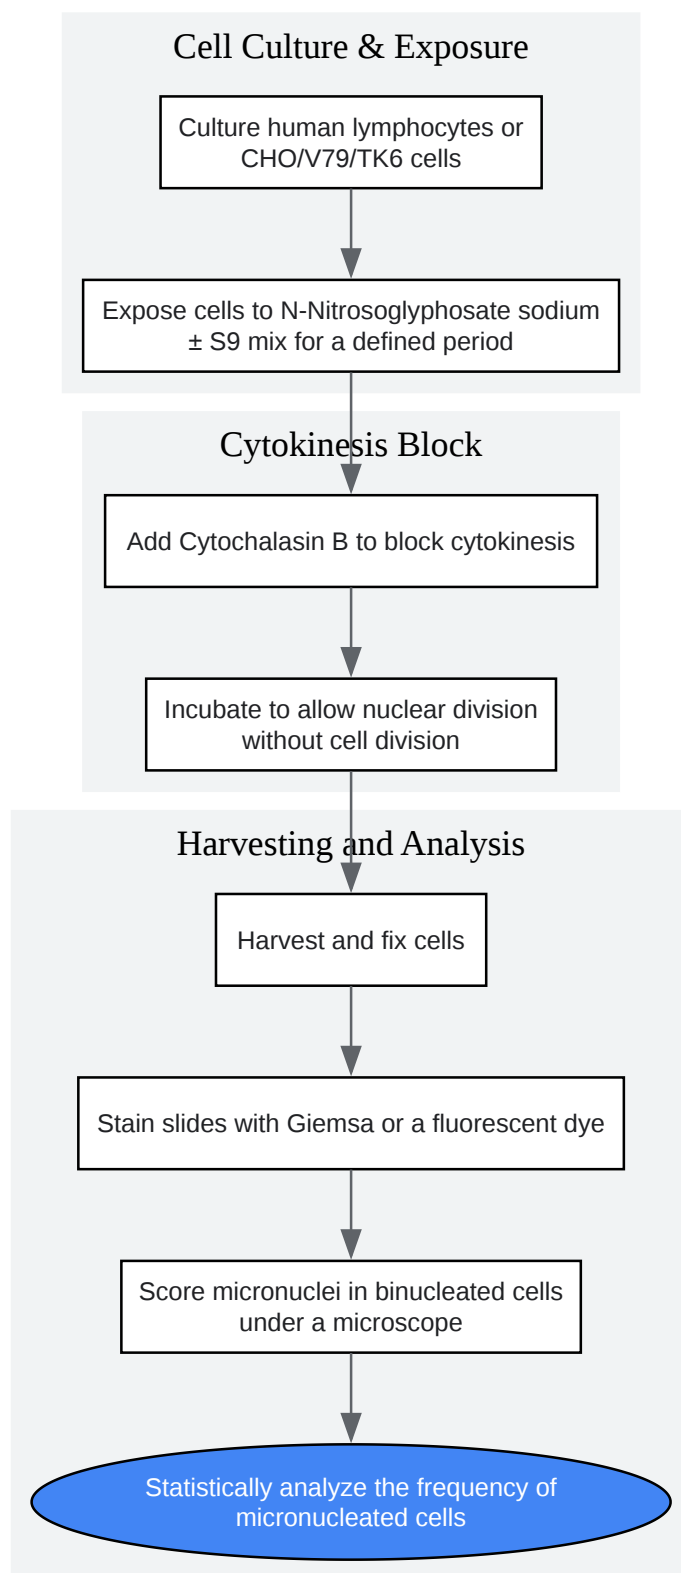 Cell Culture & Exposure
Culture human lymphocytes or
CHO/V79/TK6 cells
Expose cells to N-Nitrosoglyphosate sodium
± S9 mix for a defined period
Cytokinesis Block
Add Cytochalasin B to block cytokinesis
Incubate to allow nuclear division
without cell division
Harvesting and Analysis
Harvest and fix cells
Stain slides with Giemsa or a fluorescent dye
Score micronuclei in binucleated cells
under a microscope
Statistically analyze the frequency of
micronucleated cells